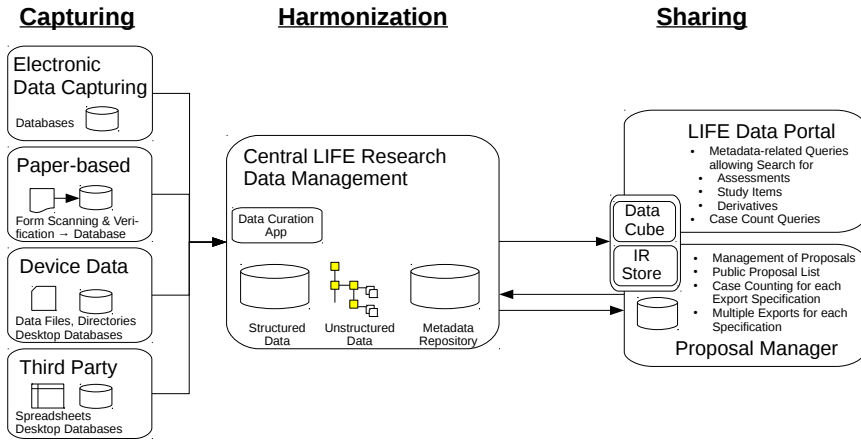 Capturing
Harmonization
Sharing
Electronic
Data Capturing
Databases
Paper-based
Form Scanning & Veri-
fication → Database
Device Data
Data Files, Directories
Desktop Databases
Third Party
Spreadsheets
Desktop Databases
Central LIFE Research
Data Management
Data Curation
App
Structured
Data
Unstructured
Data
Metadata
Repository
LIFE Data Portal
• Metadata-related Queries
allowing Search for
• Assessments
• Study Items
• Derivatives
• Case Count Queries
Data
Cube
IR
Store
• Management of Proposals
• Public Proposal List
• Case Counting for each
Export Specification
• Multiple Exports for each
Specification
Proposal Manager